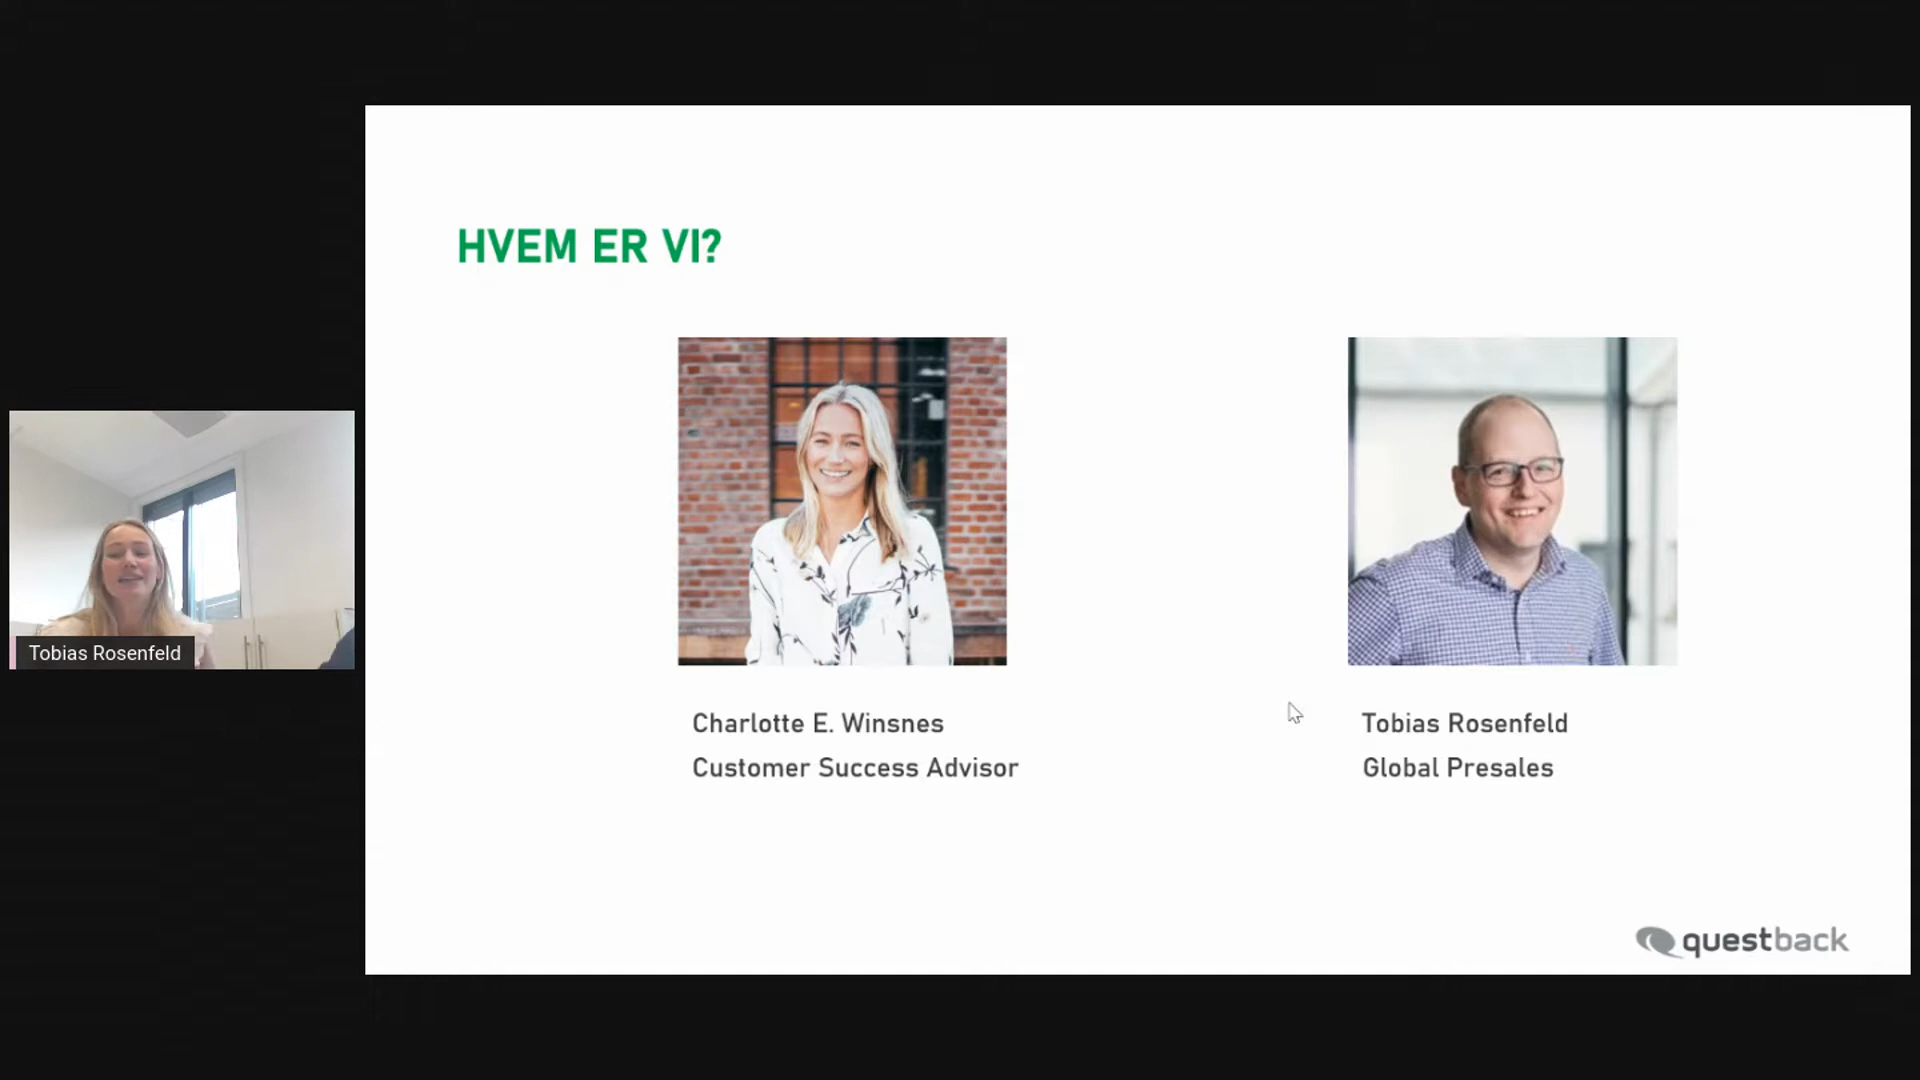 HVEM ER VI?
Tobias Rosenfeld
Charlotte E. Winsnes
Customer Success Advisor
Tobias Rosenfeld
Global Presales
questback